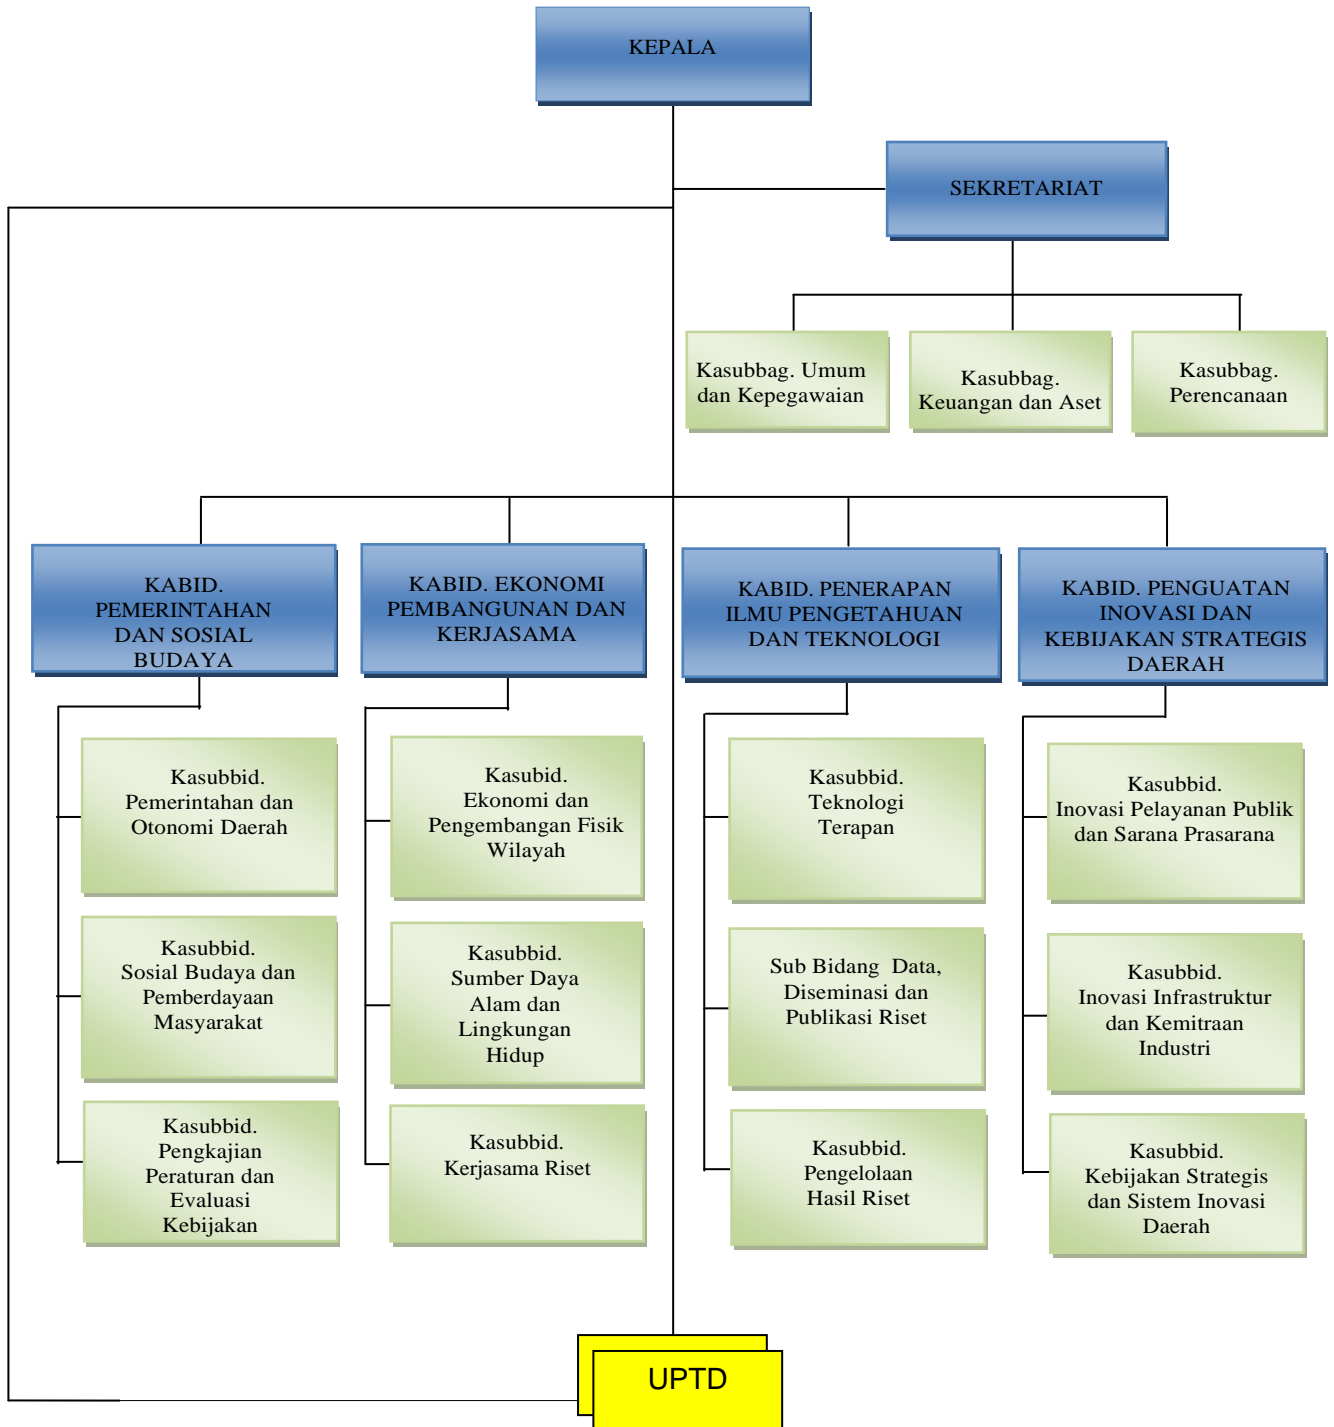 KEPALA
SEKRETARIAT
Kasubbag. Umum
dan Kepegawaian
Kasubbag.
Keuangan dan Aset
Kasubbag.
Perencanaan
KABID.
PEMERINTAHAN
DAN SOSIAL
BUDAYA
KABID. EKONOMI
PEMBANGUNAN DAN
KERJASAMA
KABID. PENERAPAN
ILMU PENGETAHUAN
DAN TEKNOLOGI
KABID. PENGUATAN
INOVASI DAN
KEBIJAKAN STRATEGIS
DAERAH
Kasubbid.
Pemerintahan dan
Otonomi Daerah
Kasubbid.
Sosial Budaya dan
Pemberdayaan
Masyarakat
Kasubbid.
Pengkajian
Peraturan dan
Evaluasi
Kebijakan
Kasubid.
Ekonomi dan
Pengembangan Fisik
Wilayah
Kasubbid.
Sumber Daya
Alam dan
Lingkungan
Hidup
Kasubbid.
Kerjasama Riset
Kasubbid.
Teknologi
Terapan
Sub Bidang Data,
Diseminasi dan
Publikasi Riset
Kasubbid.
Pengelolaan
Hasil Riset
Kasubbid.
Inovasi Pelayanan Publik
dan Sarana Prasarana
Kasubbid.
Inovasi Infrastruktur
dan Kemitraan
Industri
Kasubbid.
Kebijakan Strategis
dan Sistem Inovasi
Daerah
UPTD